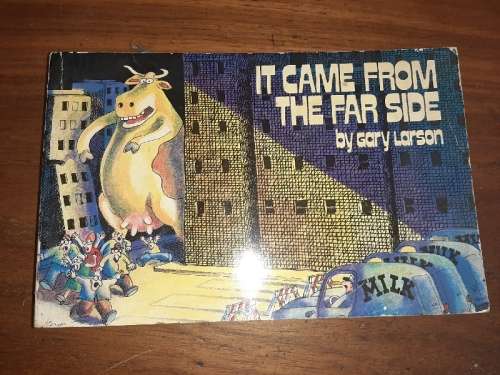 IT CAME FROM
THE FAR SIDE
by Gary Larson
MILK